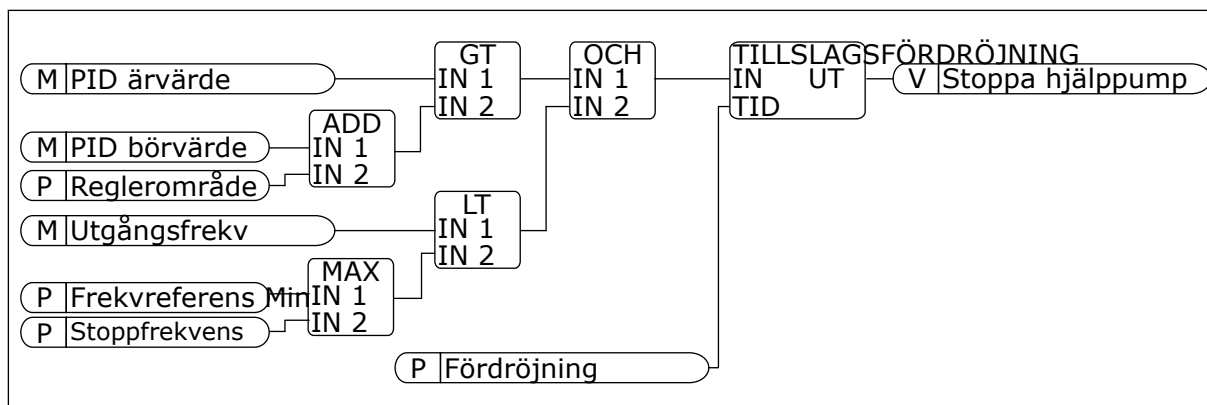 GT
OCH
TILLSLAGSFÖRDRÖJNING
M PID ärvärde
IN 1
IN 1
IN UT
V Stoppa hjälppump
IN 2
IN 2
TID
ADD
M PID börvärde
IN 1
P Reglerområde
IN 2
LT
M Utgångsfrekv
IN 1
IN 2
MAX
P Frekvreferens Min
IN 1
P Stoppfrekvens
IN 2
P Fördröjning